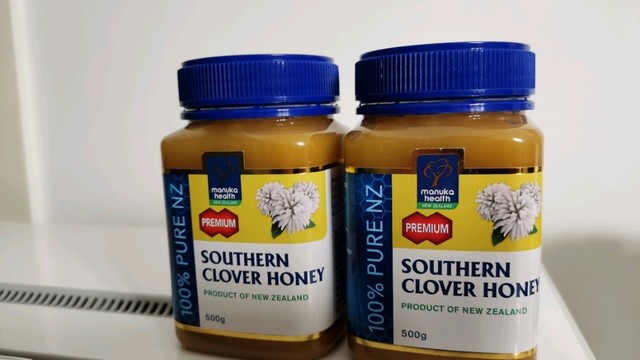 100% PURE NZ
manuka
health
NEW ZEALAND
PREMIUM
SOUTHERN
CLOVER HONEY
PRODUCT OF NEW ZEALAND
500g
100% PURE NZ
manuka
health
NEW ZEALAND
PREMIUM
SOUTHERN
CLOVER HONEY
PRODUCT OF NEW ZEALAND
500g